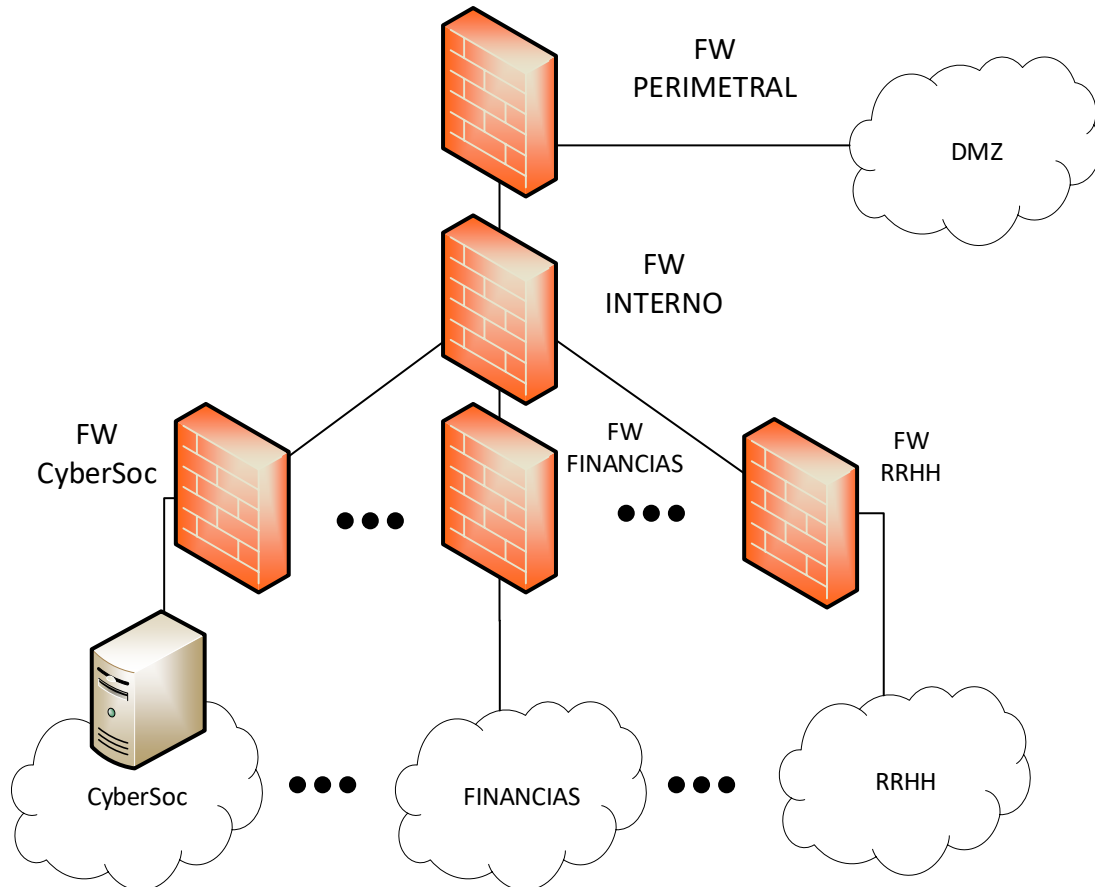 FW
PERIMETRAL
DMZ
FW
INTERNO
FW
CyberSoc
FW
FINANCIAS
FW
RRHH
CyberSoc
FINANCIAS
RRHH